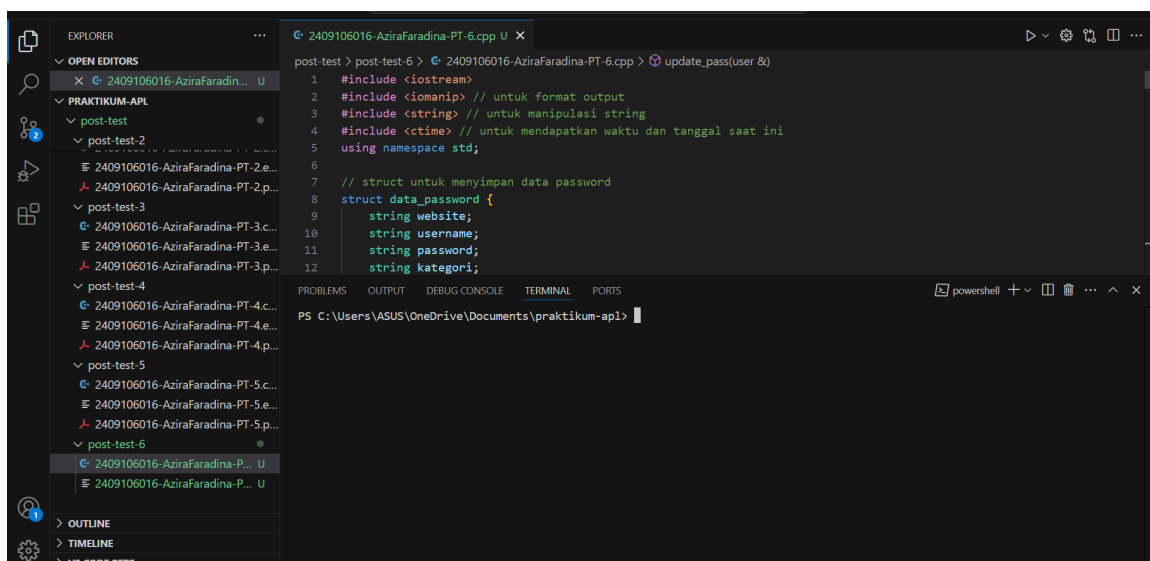 EXPLORER
OPEN EDITORS
2409106016-AziraFaradin... U
PRAKTIKUM-APL
post-test
post-test-2
2409106016-AziraFaradina-PT-2.e...
2409106016-AziraFaradina-PT-2.p...
post-test-3
2409106016-AziraFaradina-PT-3.c...
2409106016-AziraFaradina-PT-3.e...
2409106016-AziraFaradina-PT-3.p...
post-test-4
2409106016-AziraFaradina-PT-4.c...
2409106016-AziraFaradina-PT-4.e...
2409106016-AziraFaradina-PT-4.p...
post-test-5
2409106016-AziraFaradina-PT-5.c...
2409106016-AziraFaradina-PT-5.e...
2409106016-AziraFaradina-PT-5.p...
post-test-6
2409106016-AziraFaradina-P... U
2409106016-AziraFaradina-P... U
OUTLINE
TIMELINE
2
1
2409106016-AziraFaradina-PT-6.cpp U
post-test > post-test-6 > 2409106016-AziraFaradina-PT-6.cpp > update_pass(user &)
1 #include <iostream>
2 #include <iomanip> // untuk format output
3 #include <string> // untuk manipulasi string
4 #include <ctime> // untuk mendapatkan waktu dan tanggal saat ini
5 using namespace std;
6
7 // struct untuk menyimpan data password
8 struct data_password {
9 string website;
10 string username;
11 string password;
12 string kategori;
PROBLEMS OUTPUT DEBUG CONSOLE TERMINAL PORTS powershell
PS C:\Users\ASUS\OneDrive\Documents\praktikum-apl>